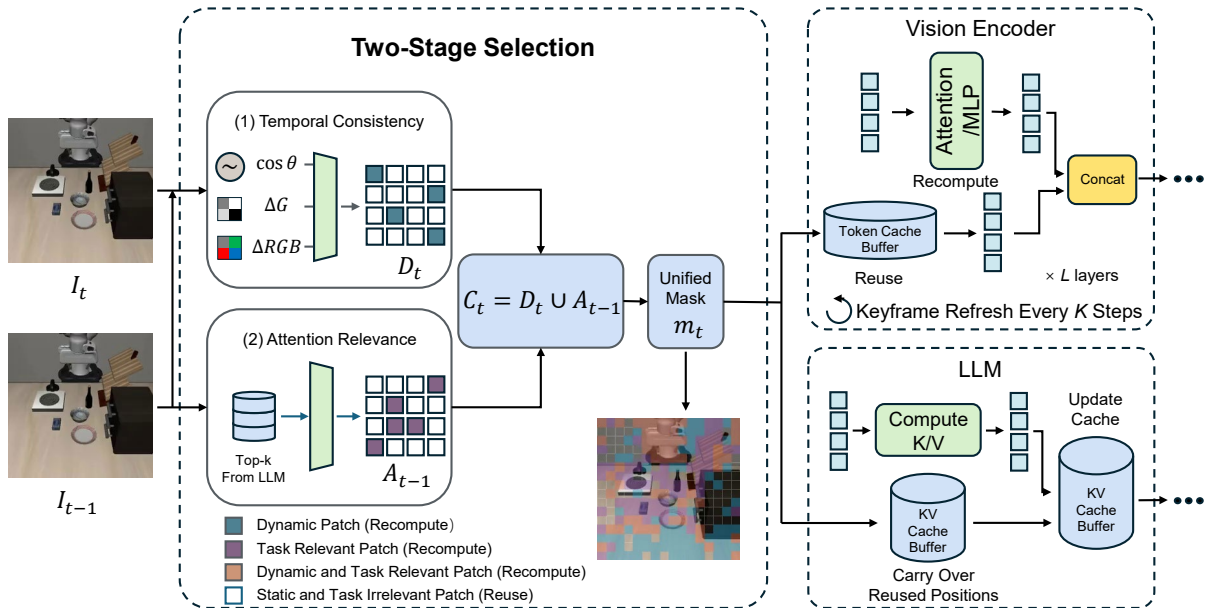 Two-Stage Selection
(1) Temporal Consistency
cos θ
ΔG
ΔRGB
D_t
I_t
I_{t−1}
(2) Attention Relevance
Top-k
From LLM
A_{t−1}
C_t = D_t ∪ A_{t−1}
Unified
Mask
m_t
Dynamic Patch (Recompute)
Task Relevant Patch (Recompute)
Dynamic and Task Relevant Patch (Recompute)
Static and Task Irrelevant Patch (Reuse)
Vision Encoder
Attention
/MLP
Recompute
Concat
Token Cache
Buffer
Reuse
× L layers
Keyframe Refresh Every K Steps
LLM
Compute
K/V
Update
Cache
KV
Cache
Buffer
KV
Cache
Buffer
Carry Over
Reused Positions